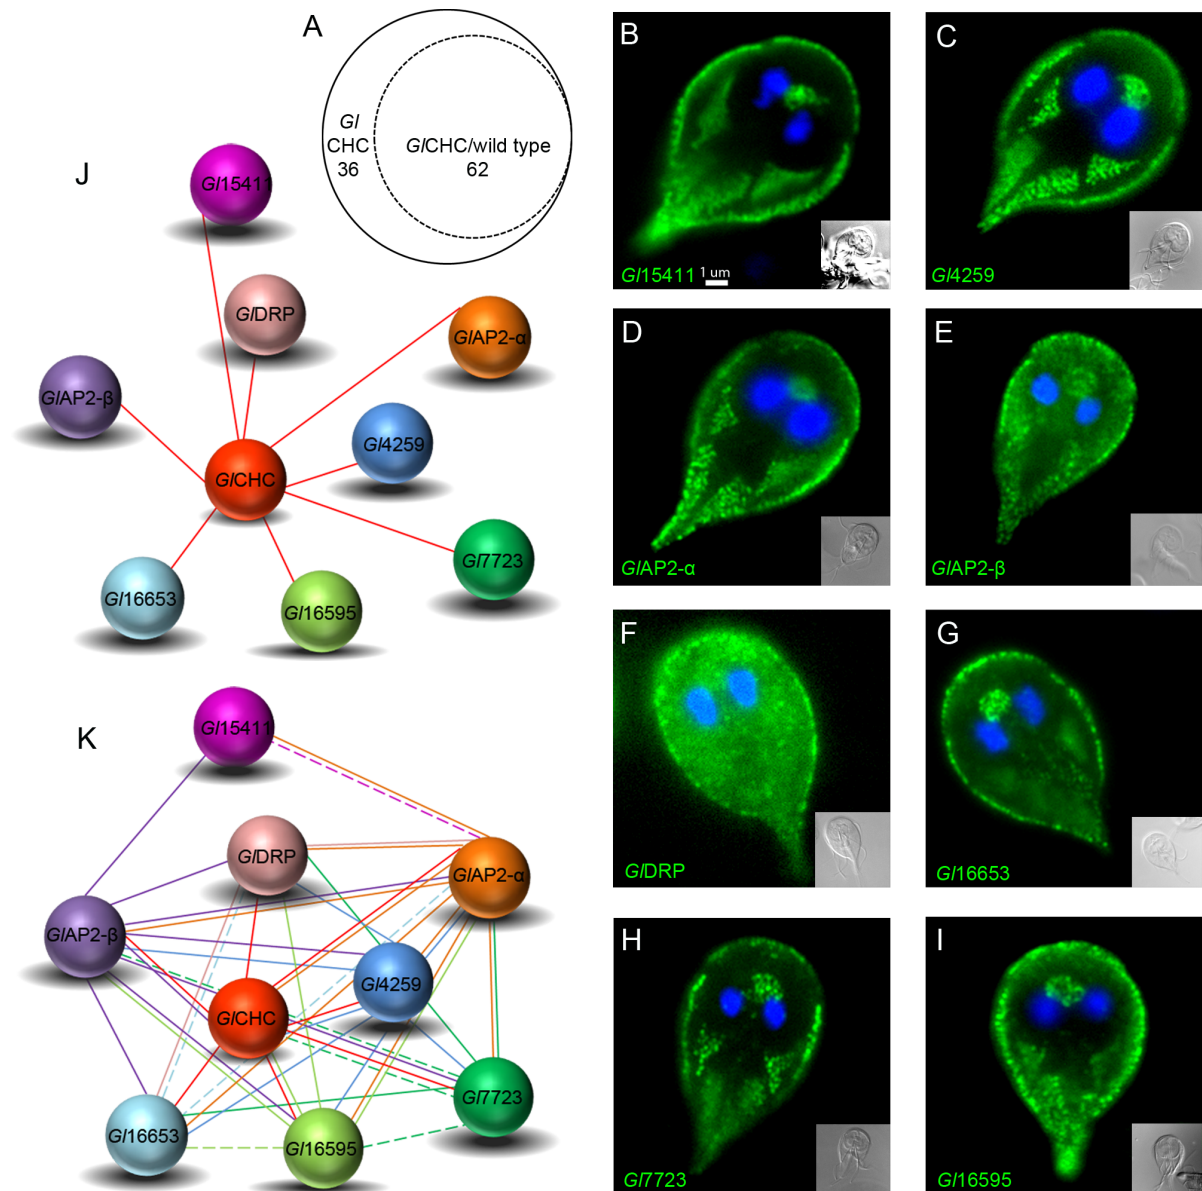 A
Gl
CHC
36
GlCHC/wild type
62
J
Gl15411
GlDRP
GlAP2-α
GlAP2-β
Gl4259
GlCHC
Gl7723
Gl16653
Gl16595
K
Gl15411
GlDRP
GlAP2-α
GlAP2-β
Gl4259
GlCHC
Gl7723
Gl16653
Gl16595
B
Gl15411
1 um
C
Gl4259
D
GlAP2-α
E
GlAP2-β
F
GlDRP
G
Gl16653
H
Gl7723
I
Gl16595